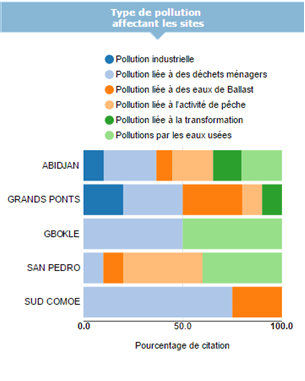 Type de pollution
affectant les sites
Pollution industrielle
Pollution liée à des déchets ménagers
Pollution liée à des eaux de Ballast
Pollution liée à l'activité de pêche
Pollution liée à la transformation
Pollutions par les eaux usées
ABIDJAN
GRANDS PONTS
GBOKLE
SAN PEDRO
SUD COMOE
0.0 50.0 100.0
Pourcentage de citation